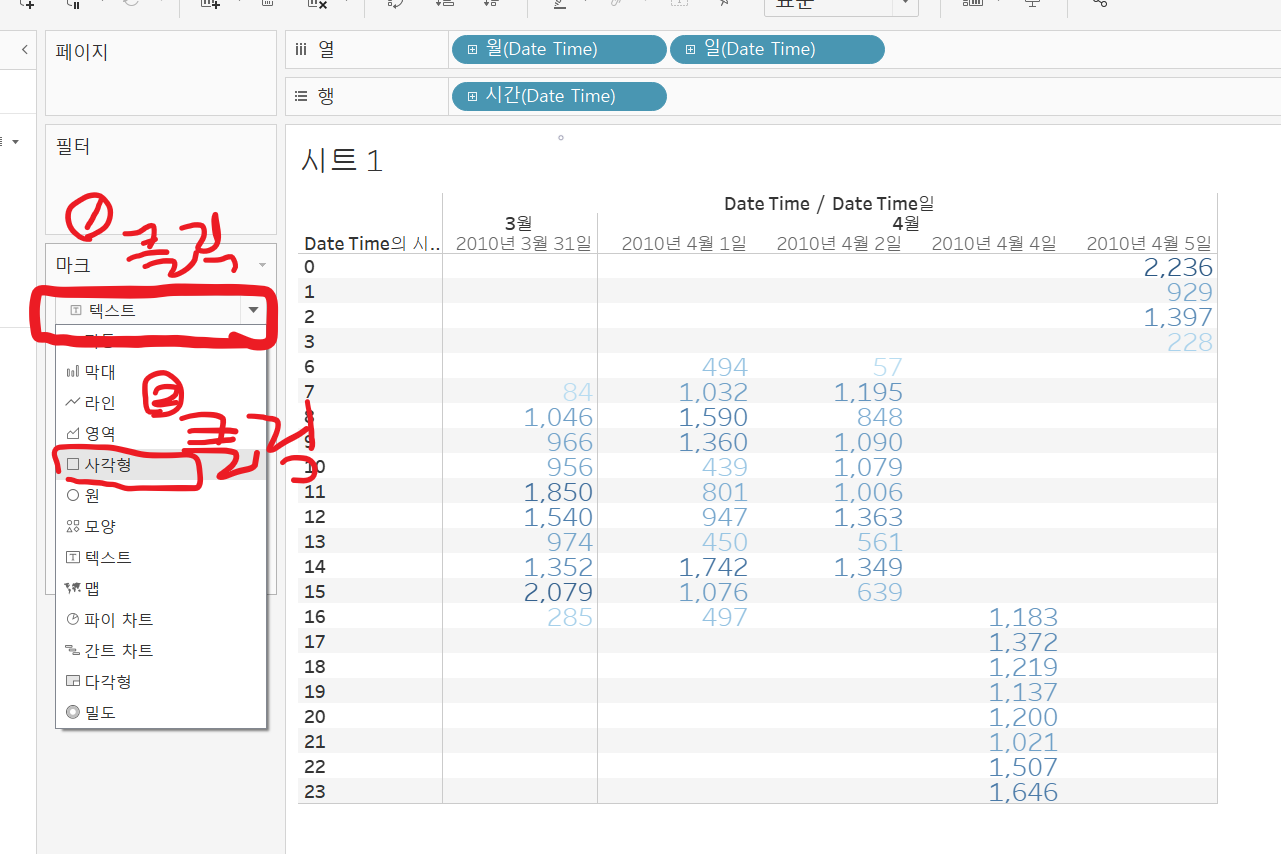 표준
페이지
iii 열
월(Date Time)
일(Date Time)
행
시간(Date Time)
필터
시트 1
① 클릭
마크
텍스트
막대
② 클릭
라인
영역
사각형
원
모양
텍스트
맵
파이 차트
간트 차트
다각형
밀도
Date Time / Date Time일
3월 4월
Date Time의 시.. 2010년 3월 31일 2010년 4월 1일 2010년 4월 2일 2010년 4월 4일 2010년 4월 5일
0 2,236
1 929
2 1,397
3 228
6 494 57
7 84 1,032 1,195
8 1,046 1,590 848
9 966 1,360 1,090
10 956 439 1,079
11 1,850 801 1,006
12 1,540 947 1,363
13 974 450 561
14 1,352 1,742 1,349
15 2,079 1,076 639
16 285 497 1,183
17 1,372
18 1,219
19 1,137
20 1,200
21 1,021
22 1,507
23 1,646